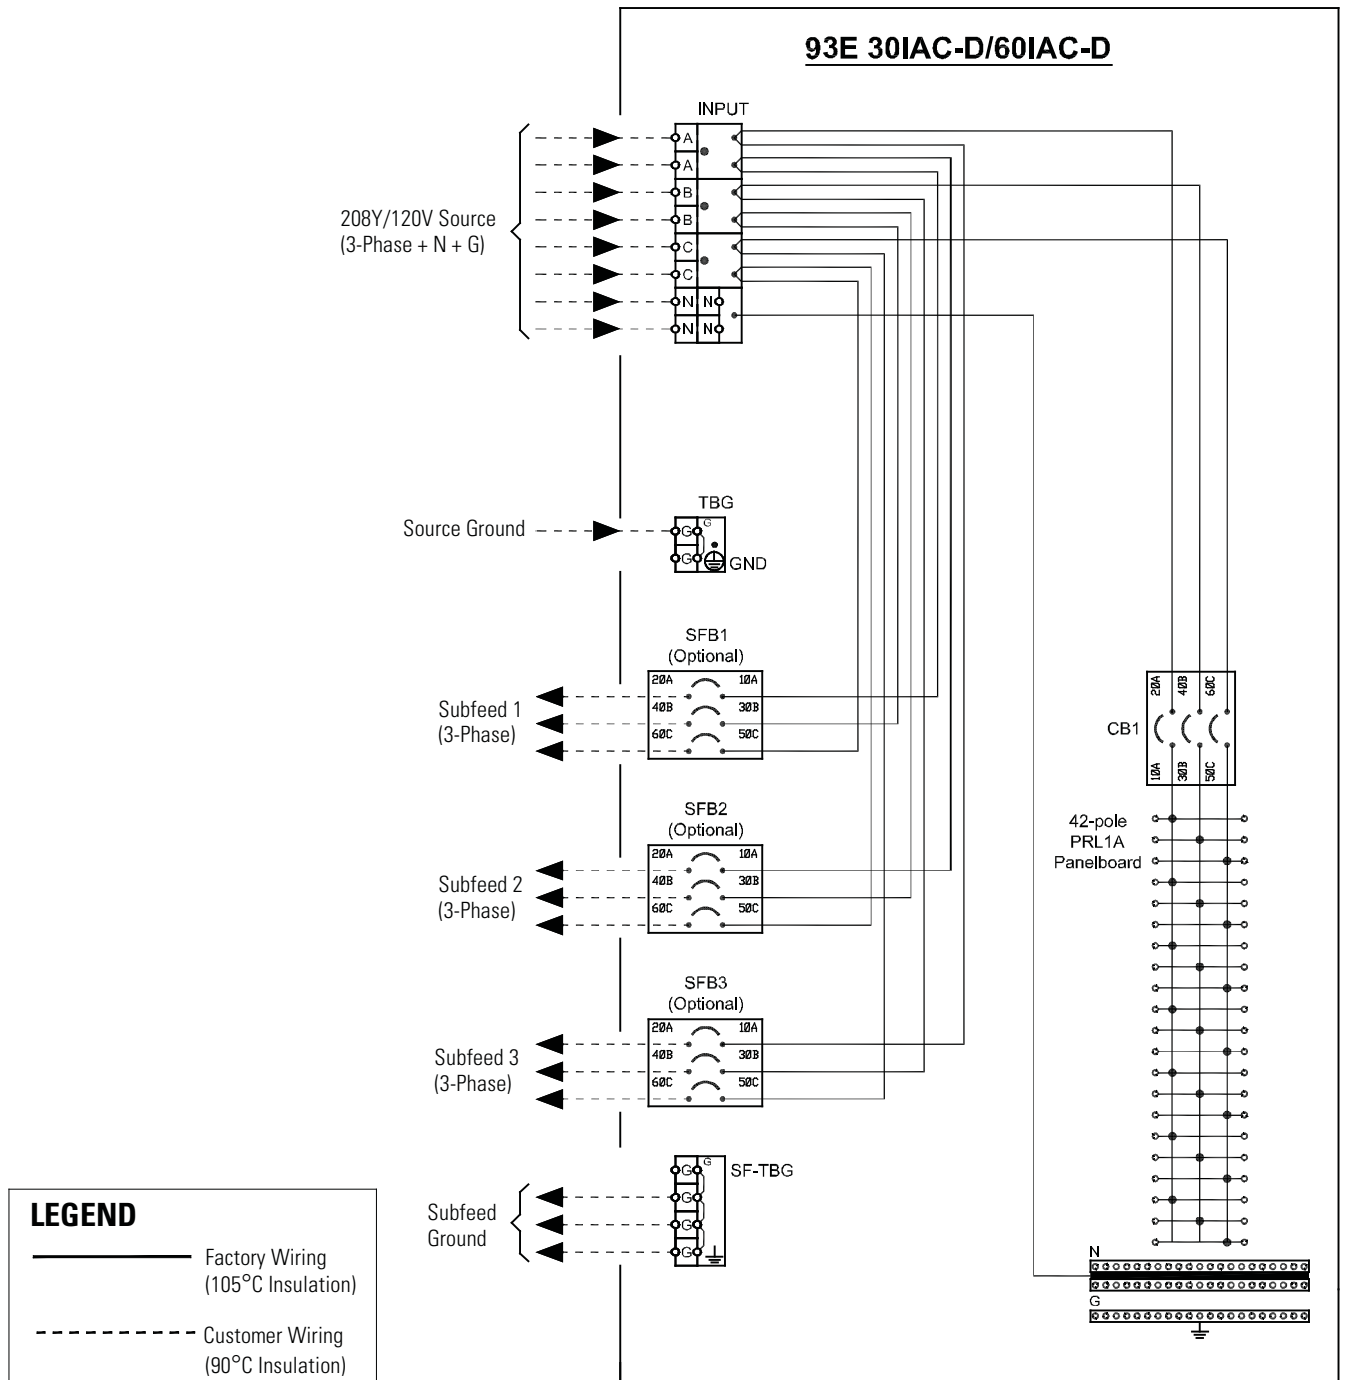 93E 30IAC-D/60IAC-D
INPUT
A
A
B
B
C
C
N N
N N
208Y/120V Source
(3-Phase + N + G)
TBG
Source Ground
G G
G
GND
SFB1
(Optional)
20A 10A
40B 30B
60C 50C
Subfeed 1
(3-Phase)
20A 40B 60C
CB1
10A 30B 50C
SFB2
(Optional)
20A 10A
40B 30B
60C 50C
Subfeed 2
(3-Phase)
42-pole
PRL1A
Panelboard
SFB3
(Optional)
20A 10A
40B 30B
60C 50C
Subfeed 3
(3-Phase)
SF-TBG
G G
G
G
G
Subfeed
Ground
N
G
LEGEND
Factory Wiring
(105°C Insulation)
Customer Wiring
(90°C Insulation)